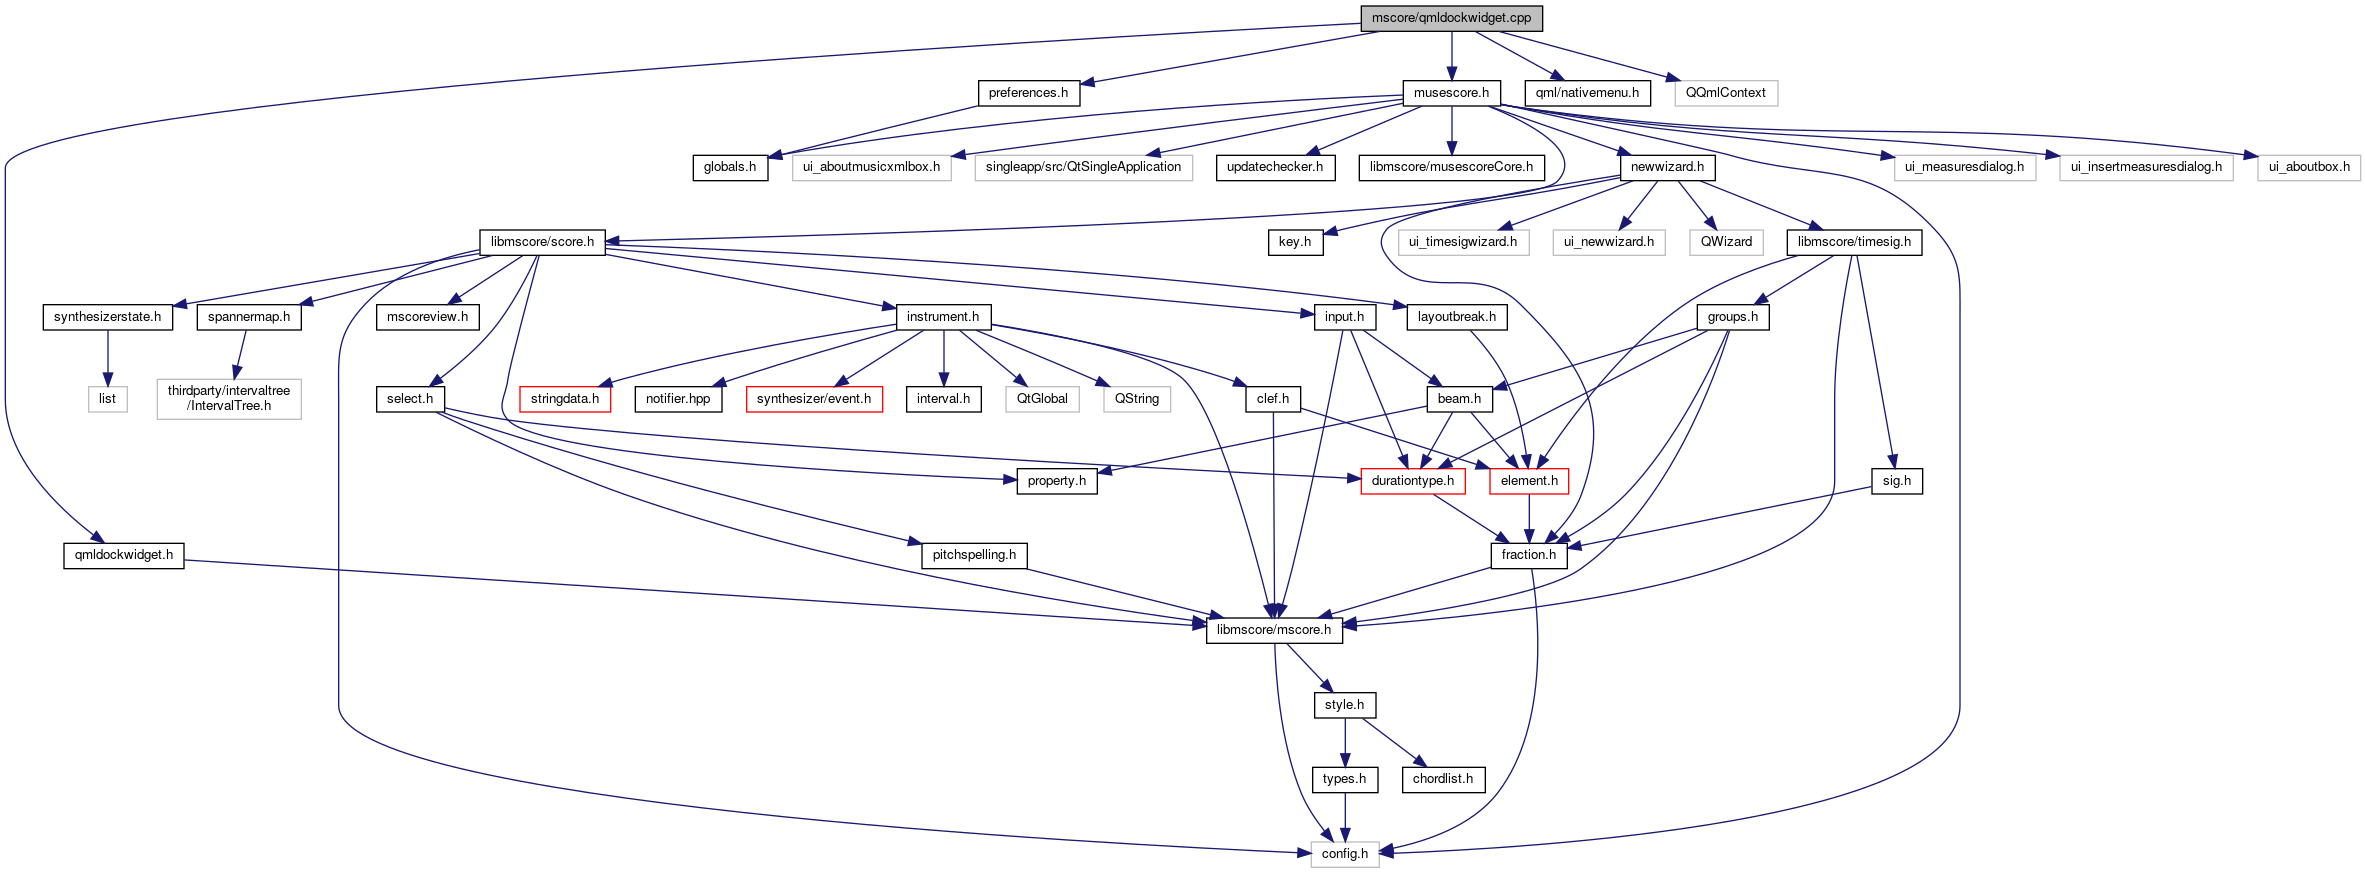 mscore/qmldockwidget.cpp
preferences.h
musescore.h
qml/nativemenu.h
QQmlContext
globals.h
ui_aboutmusicxmlbox.h
singleapp/src/QtSingleApplication
updatechecker.h
libmscore/musescoreCore.h
newwizard.h
ui_measuresdialog.h
ui_insertmeasuresdialog.h
ui_aboutbox.h
libmscore/score.h
key.h
ui_timesigwizard.h
ui_newwizard.h
QWizard
libmscore/timesig.h
synthesizerstate.h
spannermap.h
mscoreview.h
instrument.h
input.h
layoutbreak.h
groups.h
list
thirdparty/intervaltree
/IntervalTree.h
select.h
stringdata.h
notifier.hpp
synthesizer/event.h
interval.h
QtGlobal
QString
clef.h
beam.h
property.h
durationtype.h
element.h
sig.h
qmldockwidget.h
pitchspelling.h
fraction.h
libmscore/mscore.h
style.h
types.h
chordlist.h
config.h